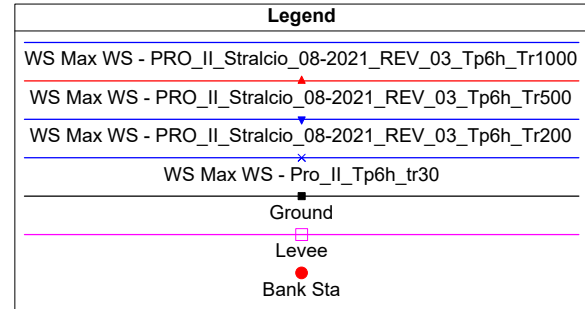 Legend
WS Max WS - PRO_II_Stralcio_08-2021_REV_03_Tp6h_Tr1000
WS Max WS - PRO_II_Stralcio_08-2021_REV_03_Tp6h_Tr500
WS Max WS - PRO_II_Stralcio_08-2021_REV_03_Tp6h_Tr200
WS Max WS - Pro_II_Tp6h_tr30
Ground
Levee
Bank Sta